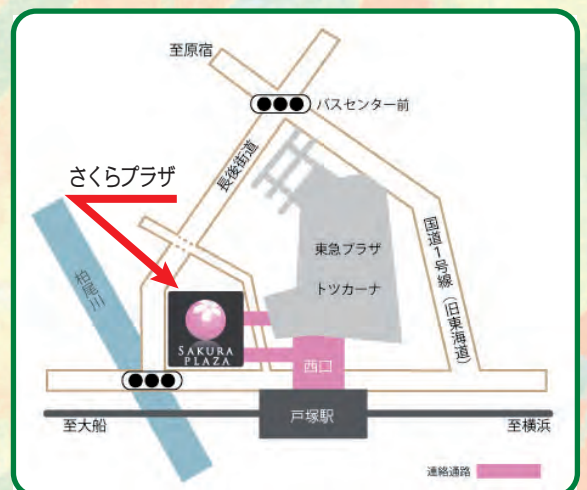 至原宿
バスセンター前
長後街道
さくらプラザ
東急プラザ
トツカーナ
国道1号線(旧東海道)
柏尾川
SAKURA
PLAZA
西口
戸塚駅
至大船
至横浜
連絡通路